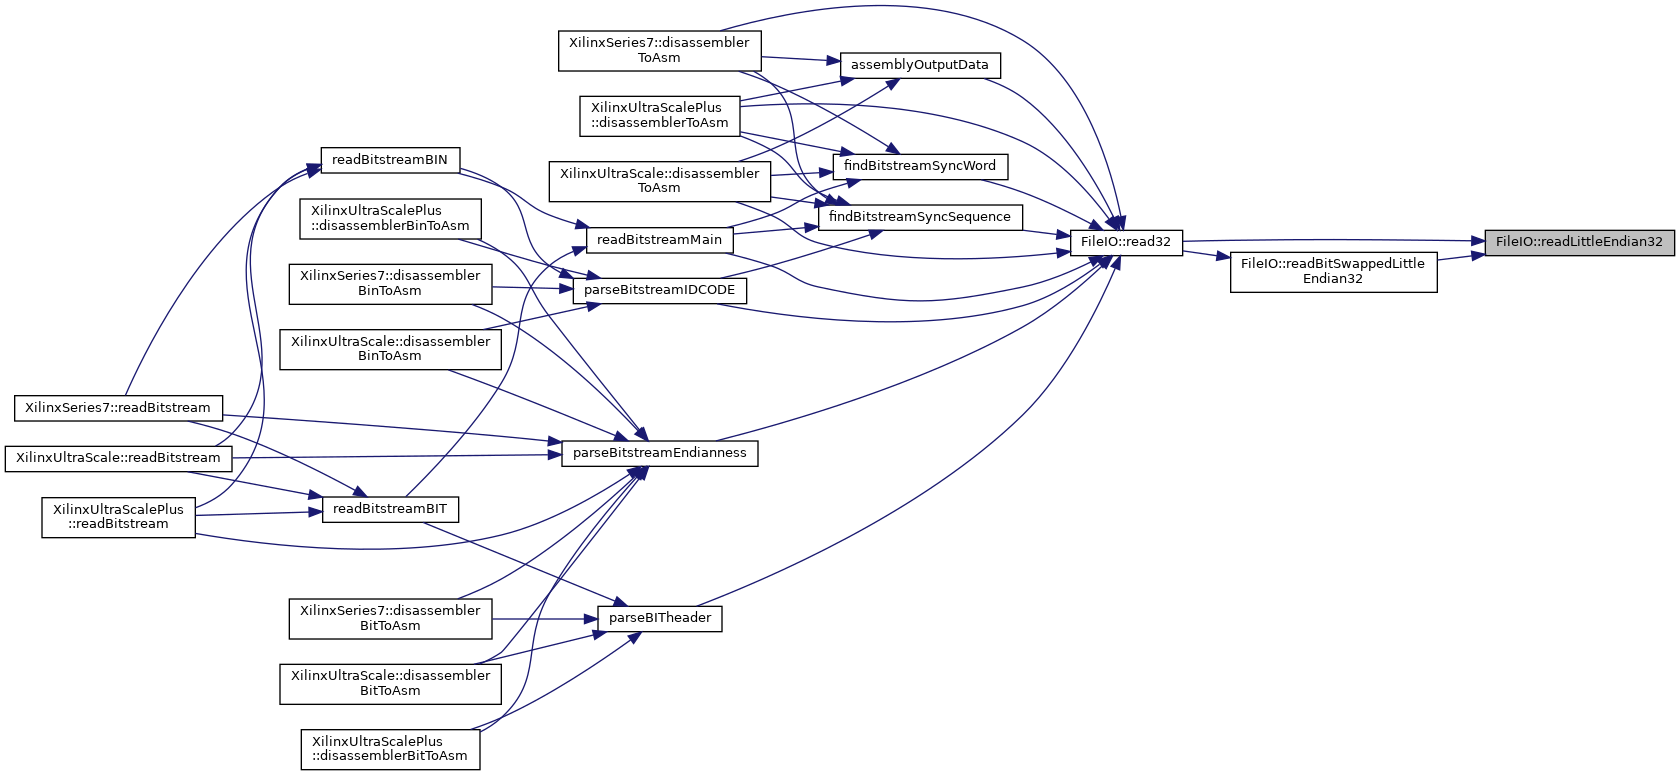 XilinxSeries7::disassembler
ToAsm
assemblyOutputData
XilinxUltraScalePlus
::disassemblerToAsm
readBitstreamBIN
findBitstreamSyncWord
XilinxUltraScale::disassembler
ToAsm
XilinxUltraScalePlus
::disassemblerBinToAsm
findBitstreamSyncSequence
readBitstreamMain
FileIO::read32
FileIO::readLittleEndian32
FileIO::readBitSwappedLittle
Endian32
XilinxSeries7::disassembler
BinToAsm
parseBitstreamIDCODE
XilinxUltraScale::disassembler
BinToAsm
XilinxSeries7::readBitstream
XilinxUltraScale::readBitstream
parseBitstreamEndianness
XilinxUltraScalePlus
::readBitstream
readBitstreamBIT
XilinxSeries7::disassembler
BitToAsm
parseBITheader
XilinxUltraScale::disassembler
BitToAsm
XilinxUltraScalePlus
::disassemblerBitToAsm